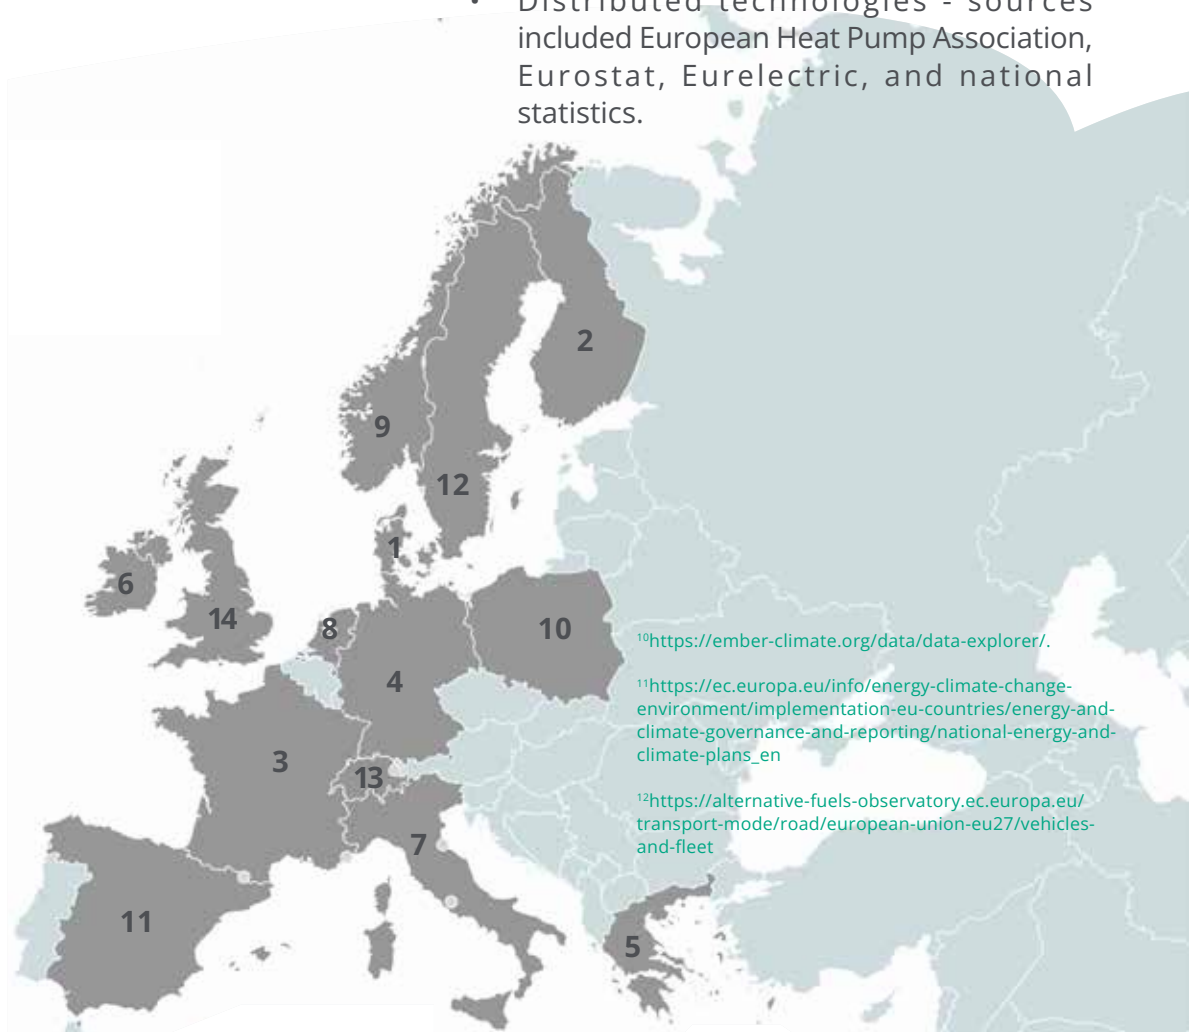 • Distributed technologies - sources
included European Heat Pump Association,
Eurostat, Eurelectric, and national
statistics.
2
9
12
1
6
14
8
10
4
3
13
7
11
5
¹⁰https://ember-climate.org/data/data-explorer/.
¹¹https://ec.europa.eu/info/energy-climate-change-
environment/implementation-eu-countries/energy-and-
climate-governance-and-reporting/national-energy-and-
climate-plans_en
¹²https://alternative-fuels-observatory.ec.europa.eu/
transport-mode/road/european-union-eu27/vehicles-
and-fleet